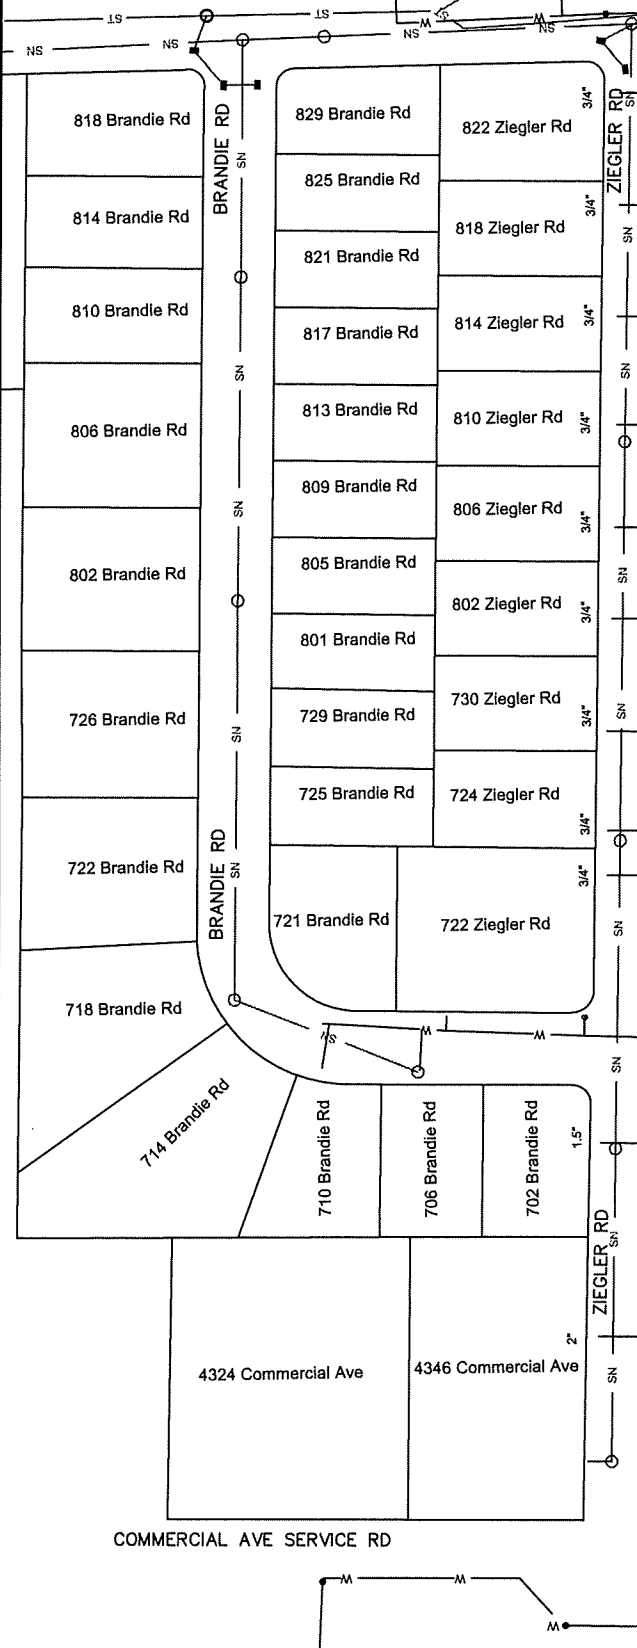 ST
ST
W
W
SN
SN
SN
SN
ST
818 Brandie Rd
829 Brandie Rd
822 Ziegler Rd
3/4"
BRANDIE RD
ZIEGLER RD
SN
SN
825 Brandie Rd
814 Brandie Rd
818 Ziegler Rd
3/4"
SN
821 Brandie Rd
810 Brandie Rd
817 Brandie Rd
814 Ziegler Rd
3/4"
SN
SN
806 Brandie Rd
813 Brandie Rd
810 Ziegler Rd
3/4"
SN
SN
809 Brandie Rd
806 Ziegler Rd
3/4"
802 Brandie Rd
805 Brandie Rd
SN
802 Ziegler Rd
3/4"
801 Brandie Rd
726 Brandie Rd
SN
729 Brandie Rd
730 Ziegler Rd
3/4"
SN
725 Brandie Rd
724 Ziegler Rd
3/4"
SN
722 Brandie Rd
BRANDIE RD
SN
3/4"
721 Brandie Rd
722 Ziegler Rd
SN
718 Brandie Rd
SN
W
W
SN
714 Brandie Rd
710 Brandie Rd
706 Brandie Rd
702 Brandie Rd
1.5"
ZIEGLER RD
SN
2"
4324 Commercial Ave
4346 Commercial Ave
SN
COMMERCIAL AVE SERVICE RD
W
W
W